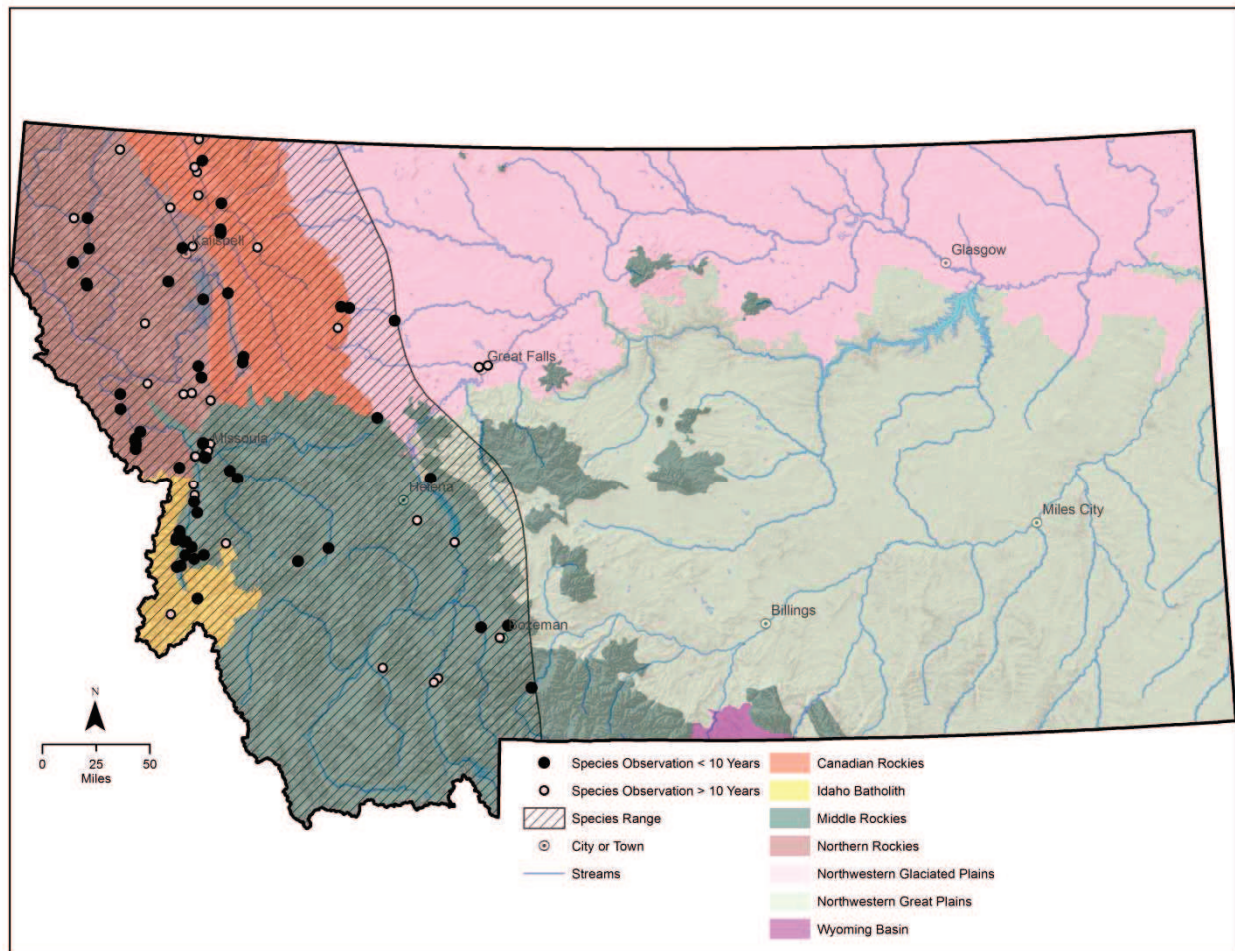 Kalispell
Glasgow
Great Falls
Missoula
Helena
Miles City
Billings
Bozeman
N
0 25 50
Miles
Species Observation < 10 Years
Species Observation > 10 Years
Species Range
City or Town
Streams
Canadian Rockies
Idaho Batholith
Middle Rockies
Northern Rockies
Northwestern Glaciated Plains
Northwestern Great Plains
Wyoming Basin